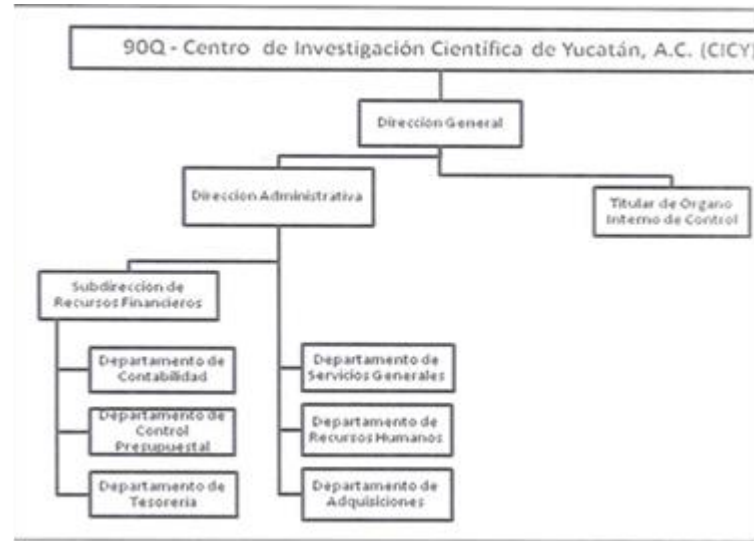 90Q - Centro de Investigación Científica de Yucatán, A.C. (CICY)
Direccion General
Direccion Administrativa
Titular de Organo
Interno de Control
Subdireccion de
Recursos Financieros
Departamento de
Contabilidad
Departamento de
Servicios Generales
Departamento de
Control
Presupuestal
Departamento de
Recursos Humanos
Departamento de
Tesoreria
Departamento de
Adquisiciones